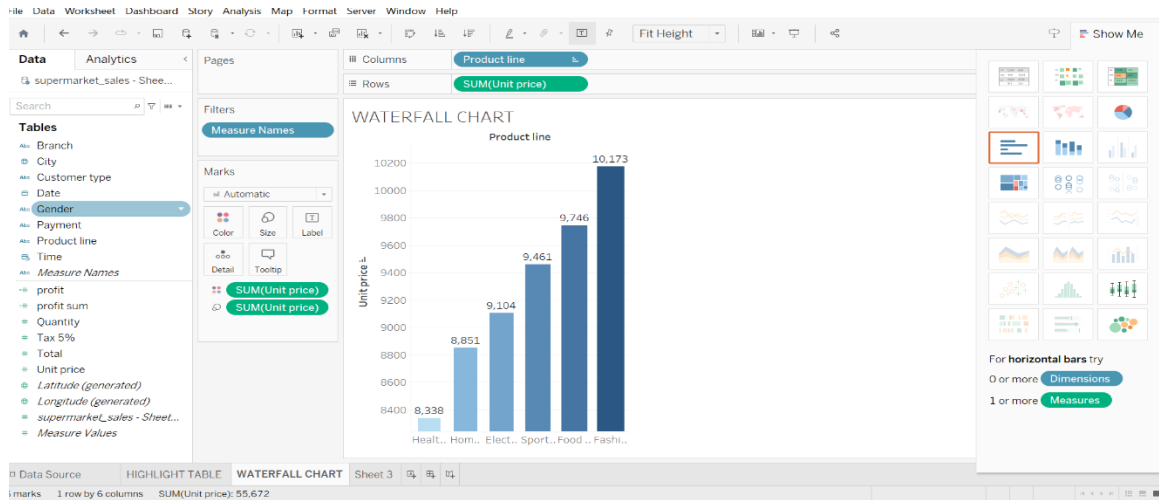 File Data Worksheet Dashboard Story Analysis Map Format Server Window Help
Fit Height
Show Me
Data Analytics
supermarket_sales - Shee...
Search
Tables
Abc Branch
City
Abc Customer type
Date
Abc Gender
Abc Payment
Abc Product line
Time
Abc Measure Names
profit
profit sum
Quantity
Tax 5%
Total
Unit price
Latitude (generated)
Longitude (generated)
supermarket_sales - Sheet...
Measure Values
Pages
Filters
Measure Names
Marks
Automatic
Color Size Label
Detail Tooltip
SUM(Unit price)
SUM(Unit price)
Columns Product line
Rows SUM(Unit price)
WATERFALL CHART
Product line
Unit price
10200
10000
9800
9600
9400
9200
9000
8800
8600
8400
8,338
8,851
9,104
9,461
9,746
10,173
Healt.. Hom.. Elect.. Sport.. Food .. Fashi..
For horizontal bars try
0 or more Dimensions
1 or more Measures
Data Source HIGHLIGHT TABLE WATERFALL CHART Sheet 3
marks 1 row by 6 columns SUM(Unit price): 55,672